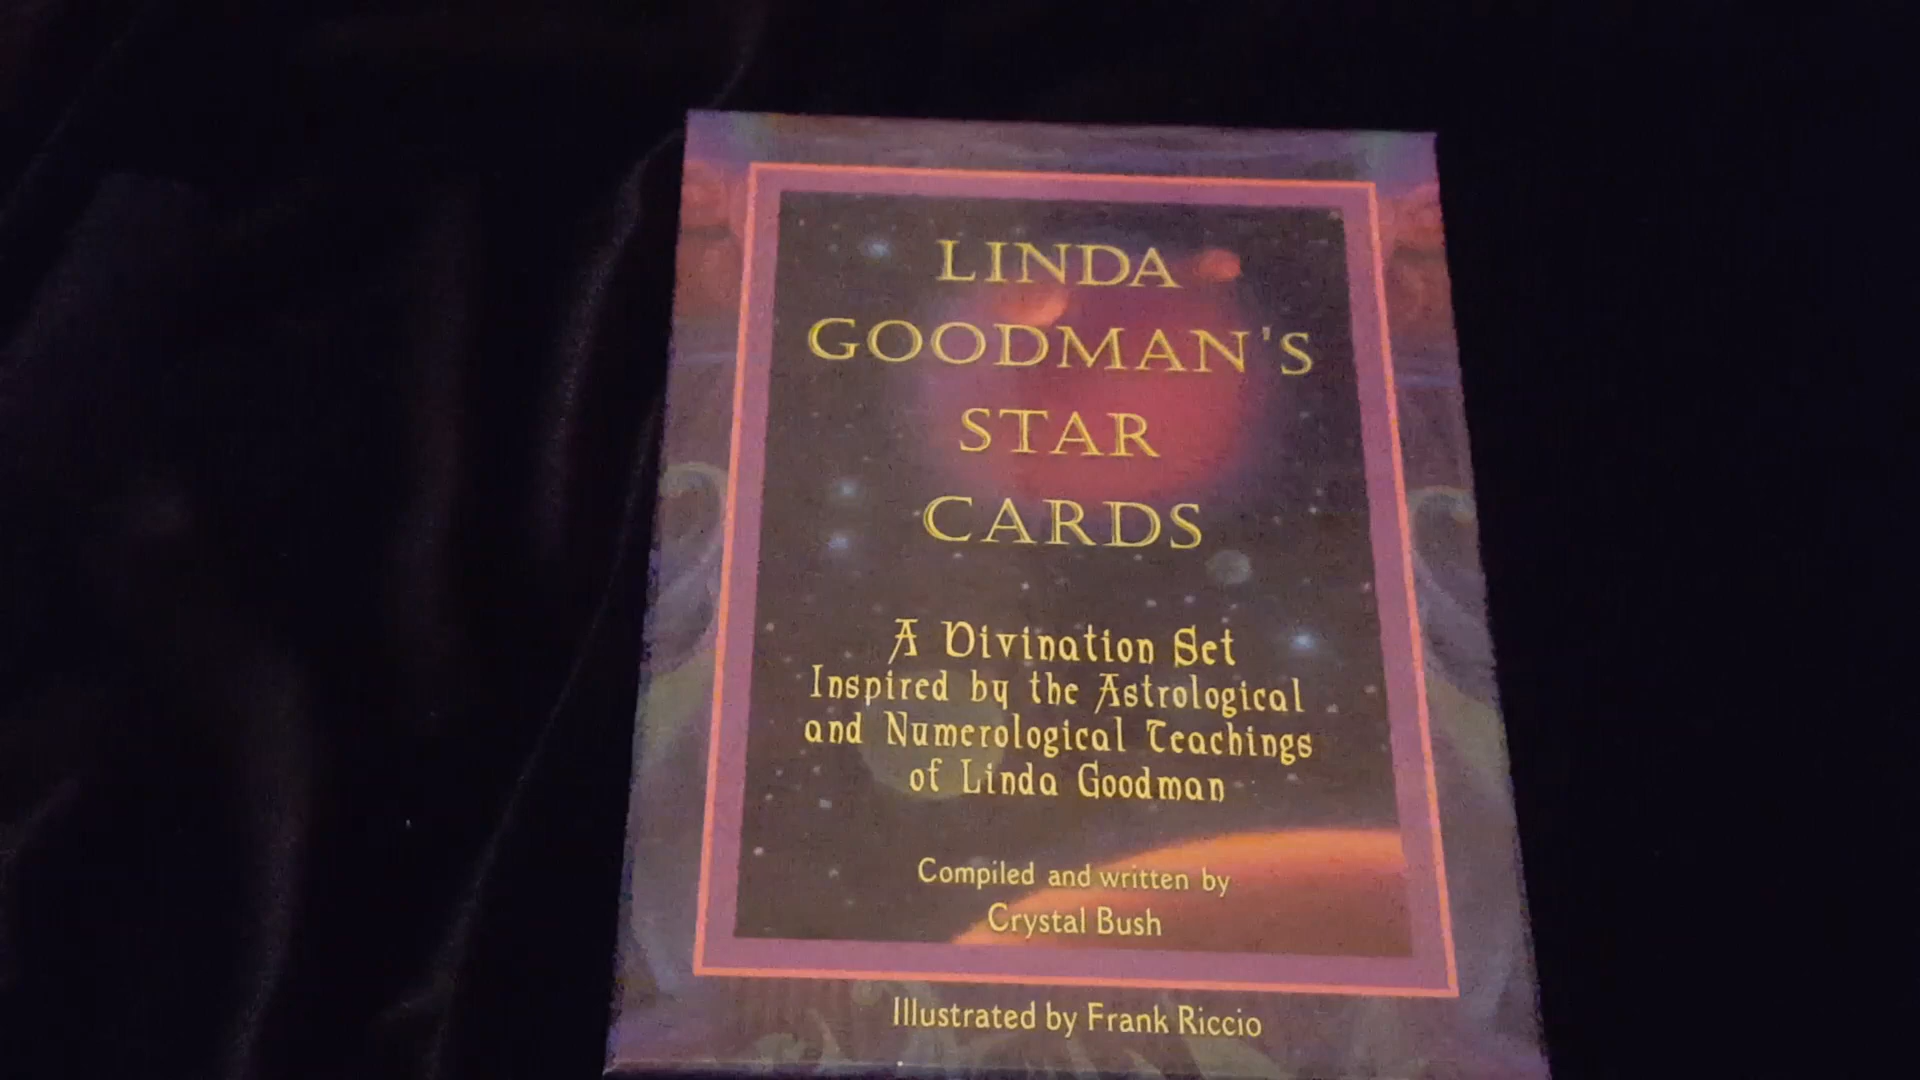 LINDA
GOODMAN'S
STAR
CARDS
A Divination Set
Inspired by the Astrological
and Numerological Teachings
of Linda Goodman
Compiled and written by
Crystal Bush
Illustrated by Frank Riccio